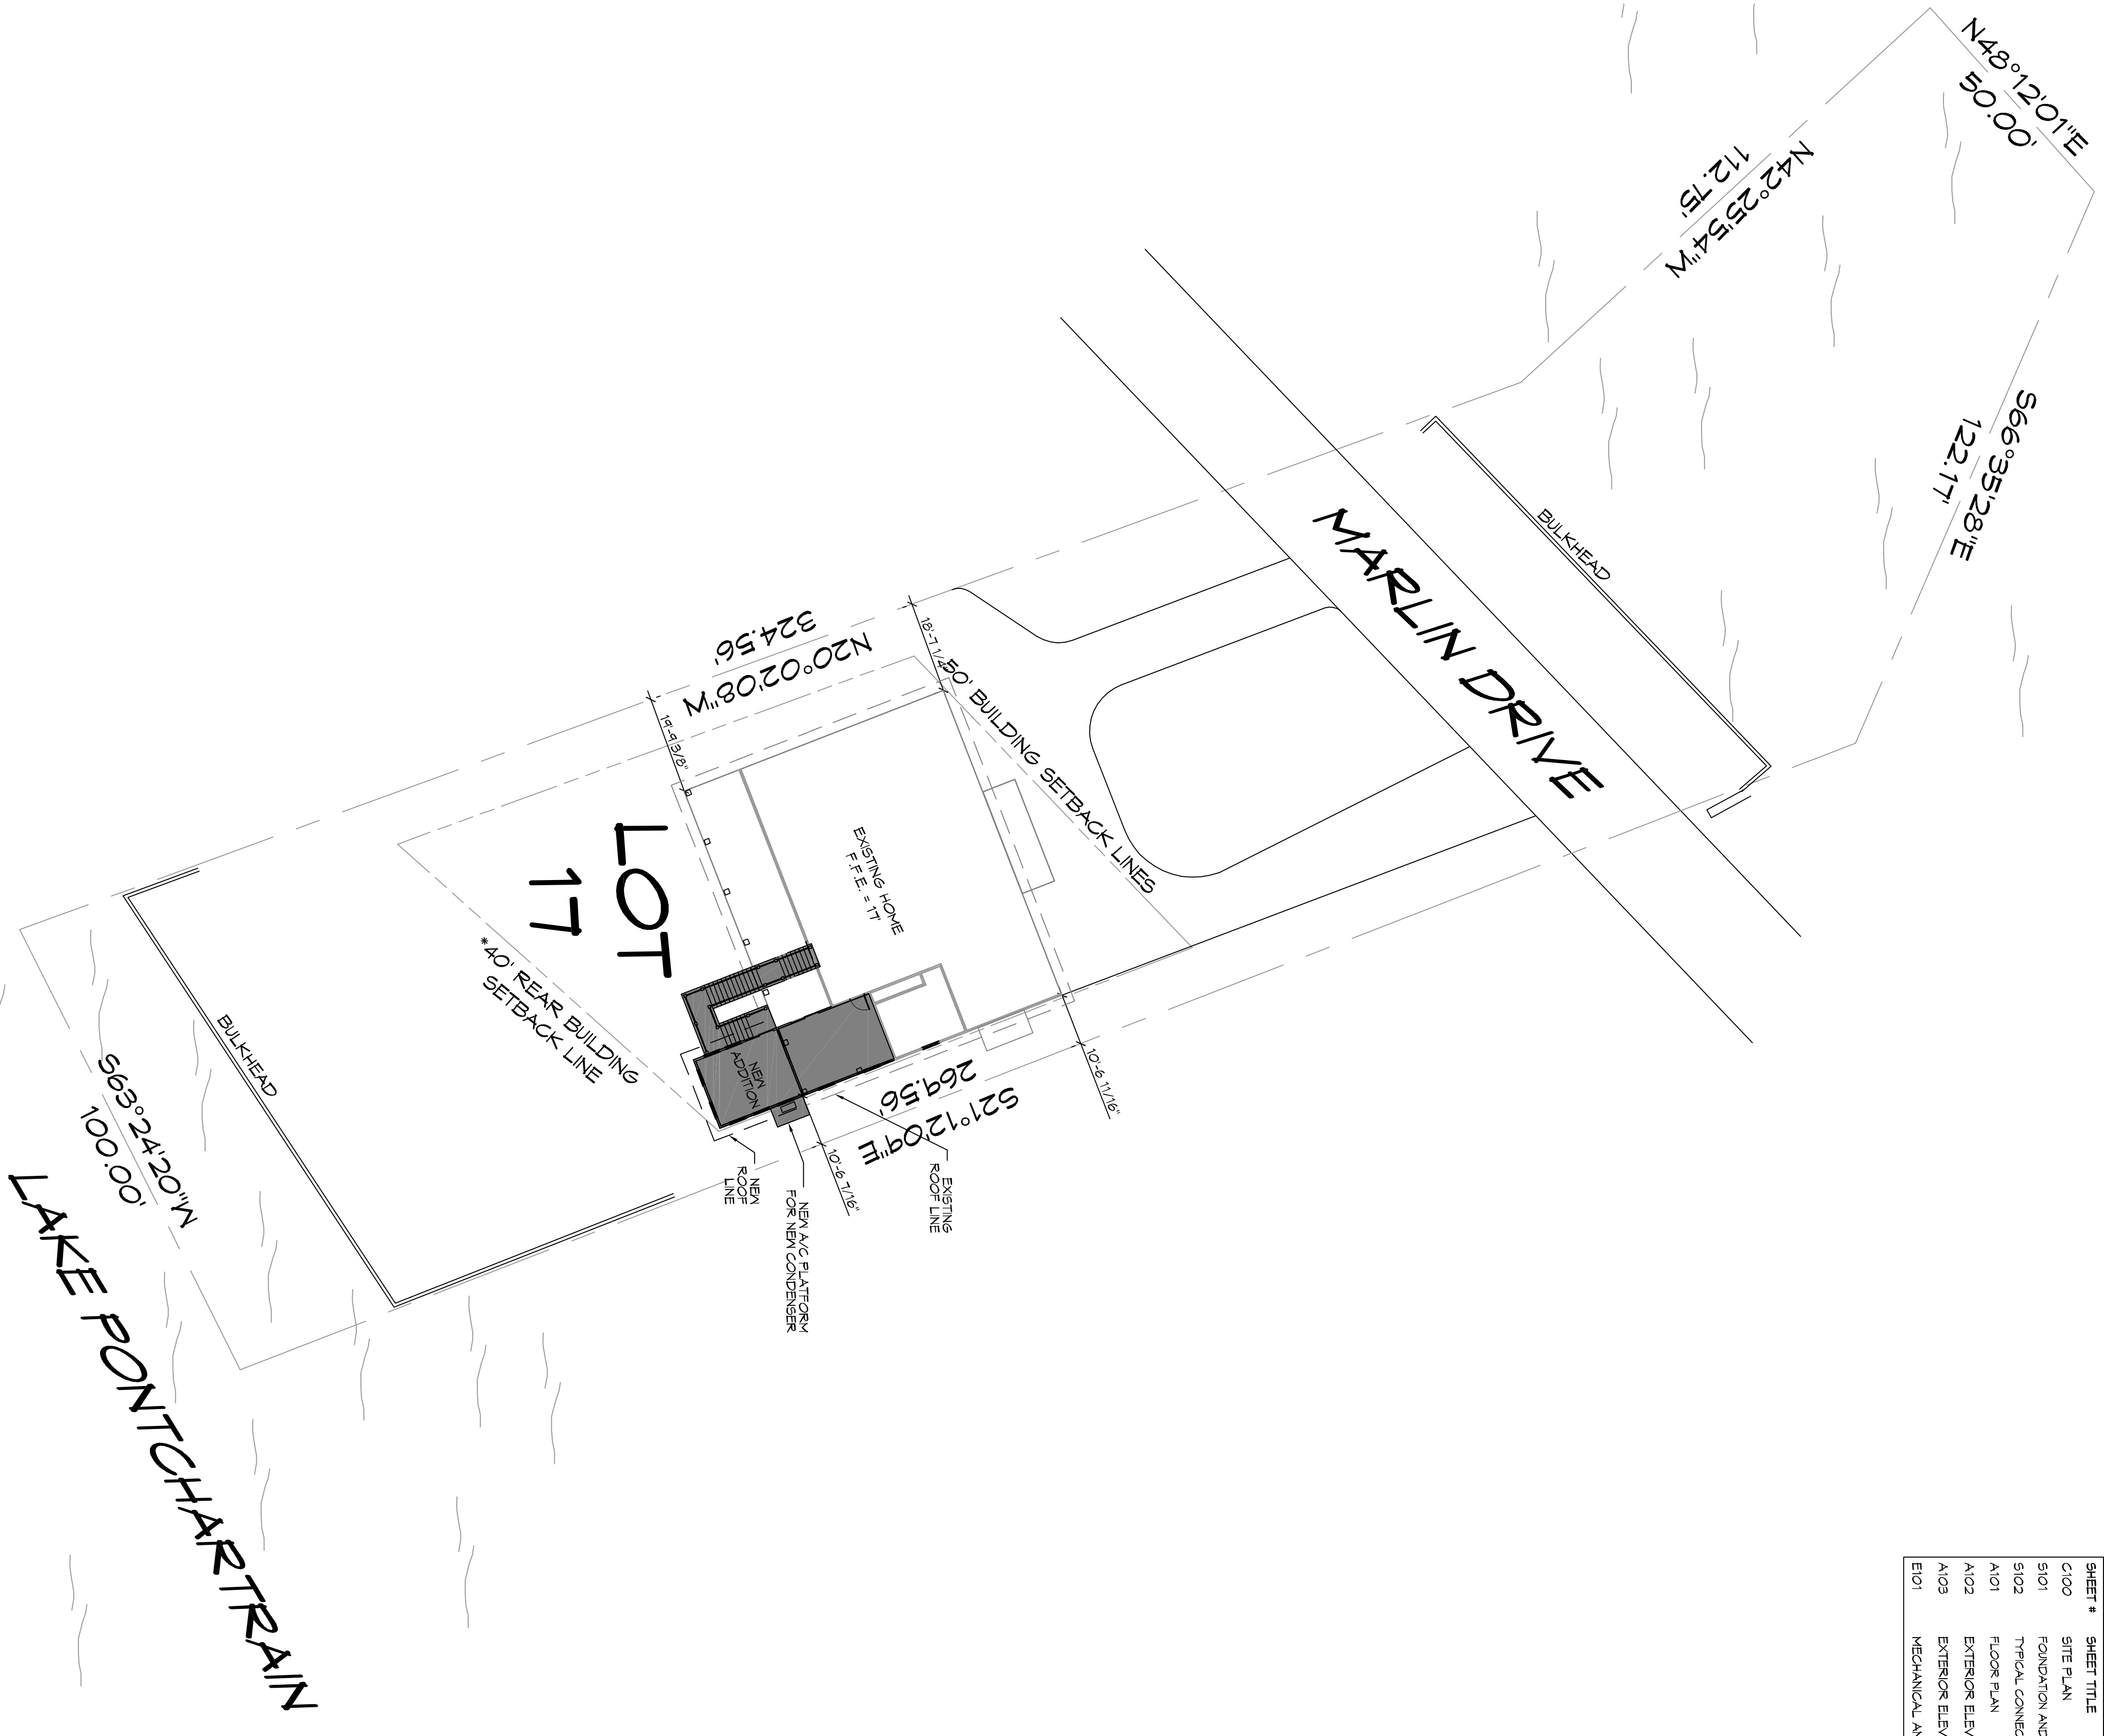 N48°12'01"E
50.00'
N42°25'54"W
112.75'
S66°35'28"E
122.17'
BULKHEAD
MARLIN DRIVE
324.56'
N20°02'08"W
18'-7 1/4"
19'-9 3/8"
50' BUILDING SETBACK LINES
EXISTING HOME
F.F.E. = 17'
LOT
17
*40' REAR BUILDING
SETBACK LINE
NEW
ADDITION
269.56'
S21°12'09"E
10'-6 11/16"
10'-6 7/16"
EXISTING
ROOF LINE
NEW A/C PLATFORM
FOR NEW CONDENSER
NEW
ROOF
LINE
BULKHEAD
S63°24'20"W
100.00'
LAKE PONTCHARTRAIN
SHEET # SHEET TITLE
C100 SITE PLAN
S101 FOUNDATION AND
S102 TYPICAL CONNEC
A101 FLOOR PLAN
A102 EXTERIOR ELEV
A103 EXTERIOR ELEV
E101 MECHANICAL AN